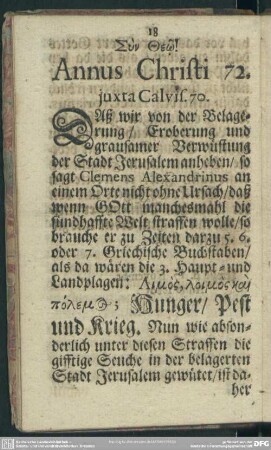 18
Σὺν Θεῷ!
Annus Christi 72.
juxta Calvis. 70.
Daß wir von der Belage-
rung/ Eroberung und
grausamer Verwüstung
der Stadt Jerusalem anheben/ so
sagt Clemens Alexandrinus an
einem Orte nicht ohne Ursach/ daß
wenn GOtt manchesmahl die
sündhaffte Welt straffen wolle/ so
brauche er zu Zeiten darzu 5. 6.
oder 7. Griechische Buchstaben/
als da wären die 3. Haupt- und
Landplagen: Λιμὸς, λοιμὸς καὶ
πόλεμος; Hunger/ Pest
und Krieg. Nun wie abson-
derlich unter diesen Straffen die
gifftige Seuche in der belagerten
Stadt Jerusalem gewütet/ ist da-
her